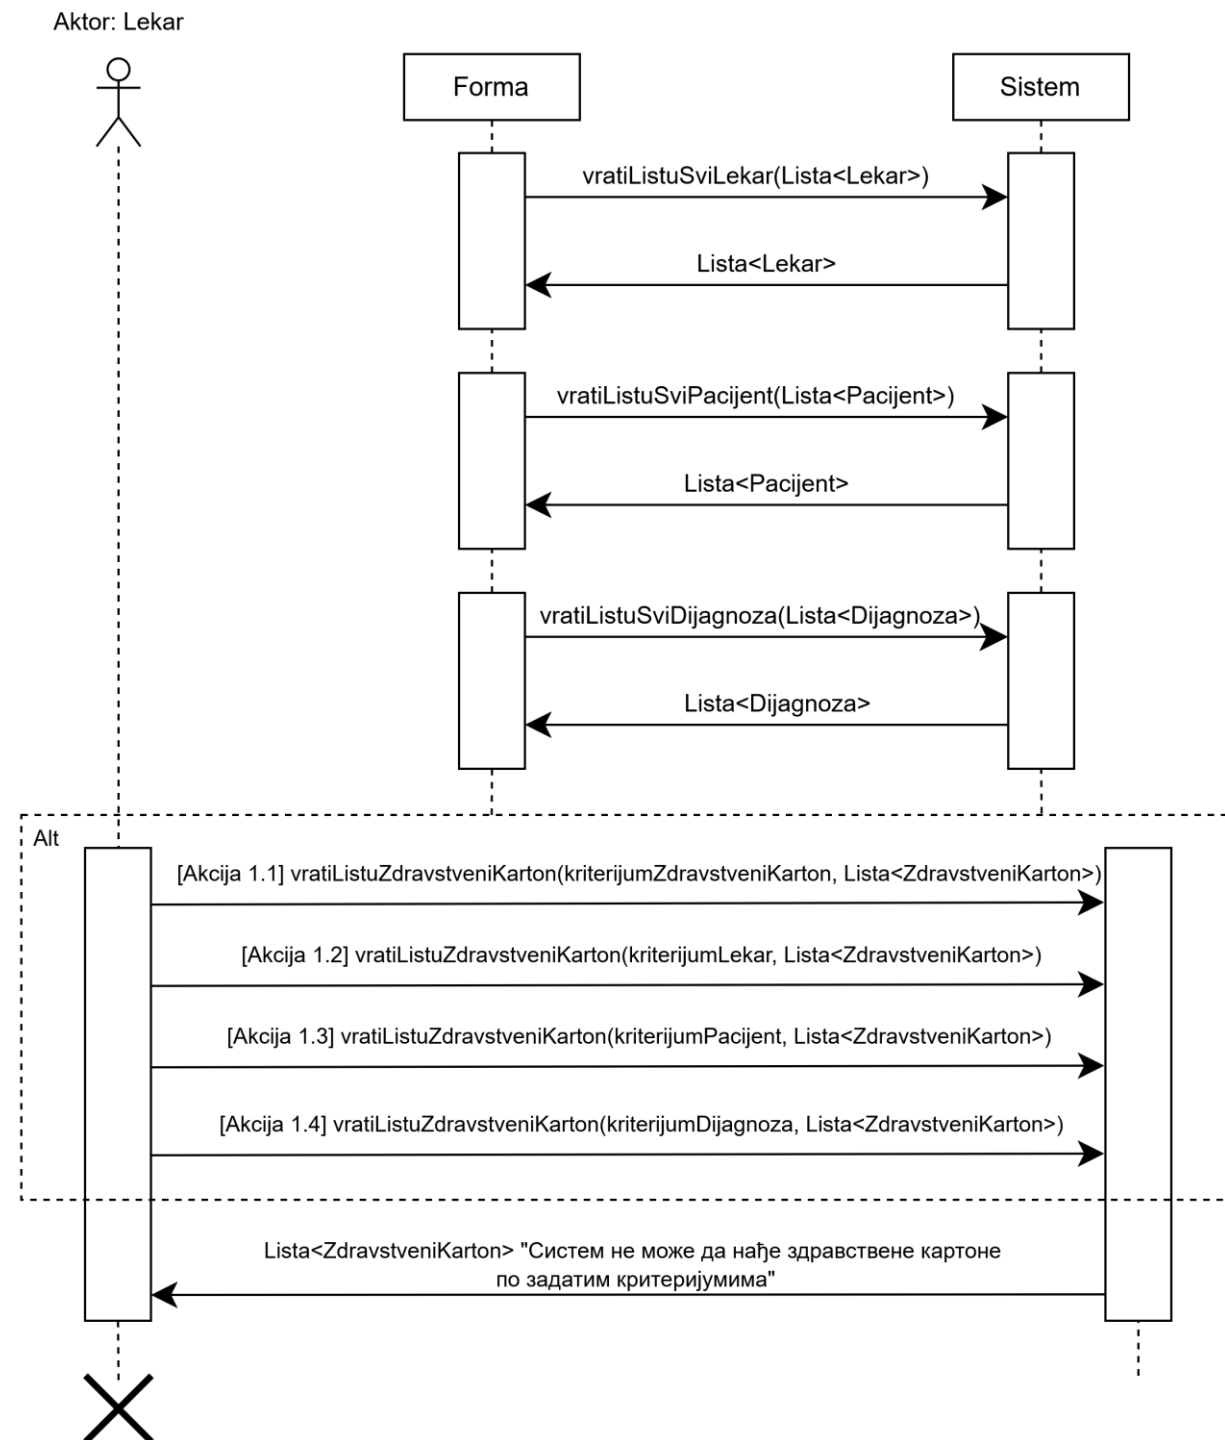 Aktor: Lekar
Forma
Sistem
vratiListuSviLekar(Lista<Lekar>)
Lista<Lekar>
vratiListuSviPacijent(Lista<Pacijent>)
Lista<Pacijent>
vratiListuSviDijagnoza(Lista<Dijagnoza>)
Lista<Dijagnoza>
Alt
[Akcija 1.1] vratiListuZdravstveniKarton(kriterijumZdravstveniKarton, Lista<ZdravstveniKarton>)
[Akcija 1.2] vratiListuZdravstveniKarton(kriterijumLekar, Lista<ZdravstveniKarton>)
[Akcija 1.3] vratiListuZdravstveniKarton(kriterijumPacijent, Lista<ZdravstveniKarton>)
[Akcija 1.4] vratiListuZdravstveniKarton(kriterijumDijagnoza, Lista<ZdravstveniKarton>)
Lista<ZdravstveniKarton> "Систем не може да нађе здравствене картоне
по задатим критеријумима"